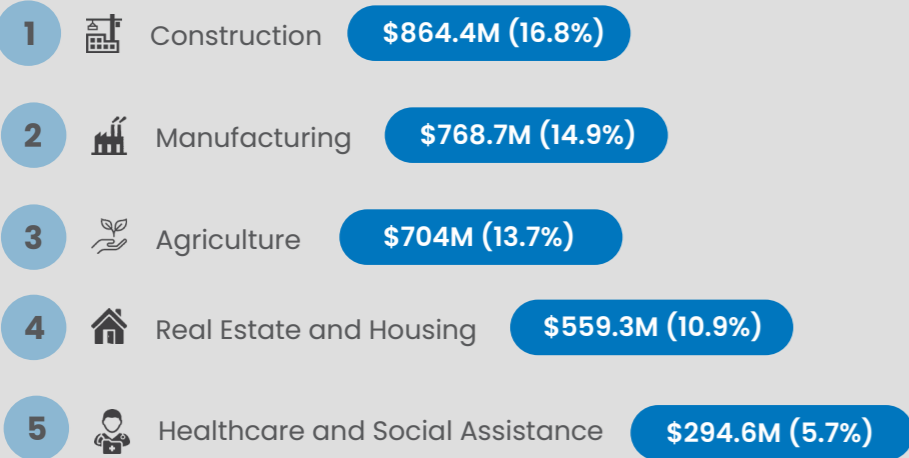 1 Construction $864.4M (16.8%)
2 Manufacturing $768.7M (14.9%)
3 Agriculture $704M (13.7%)
4 Real Estate and Housing $559.3M (10.9%)
5 Healthcare and Social Assistance $294.6M (5.7%)